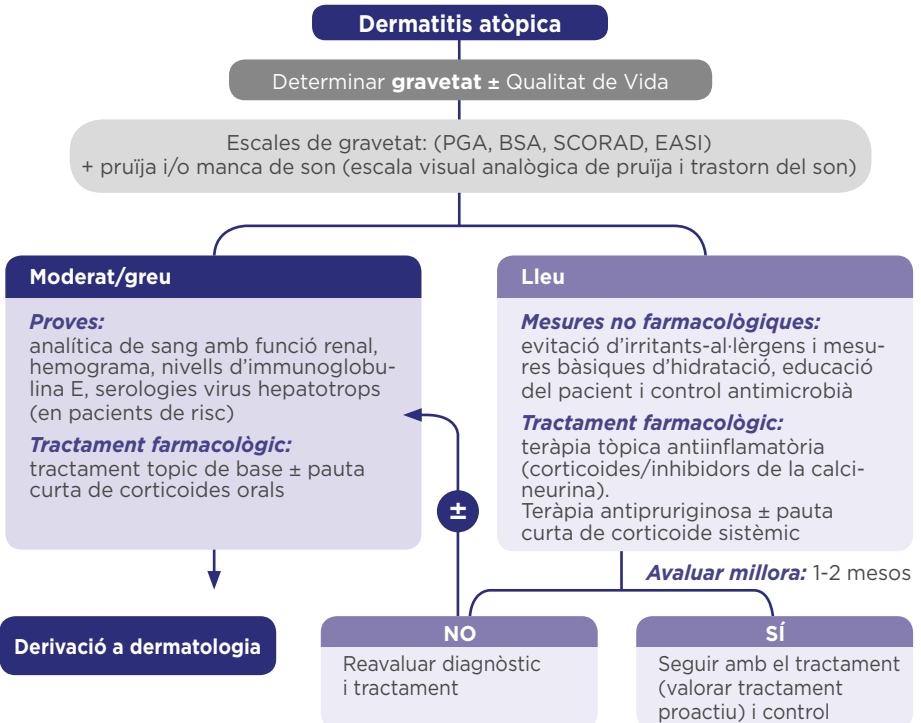 Dermatitis atòpica
Determinar gravetat ± Qualitat de Vida
Escales de gravetat: (PGA, BSA, SCORAD, EASI)
+ pruïja i/o manca de son (escala visual analògica de pruïja i trastorn del son)
Moderat/greu
Proves:
analítica de sang amb funció renal,
hemograma, nivells d’immunoglobu-
lina E, serologies virus hepatotrops
(en pacients de risc)
Tractament farmacològic:
tractament topic de base ± pauta
curta de corticoides orals
±
Lleu
Mesures no farmacològiques:
evitació d’irritants-al·lèrgens i mesu-
res bàsiques d’hidratació, educació
del pacient i control antimicrobià
Tractament farmacològic:
teràpia tòpica antiinflamatòria
(corticoides/inhibidors de la calci-
neurina).
Teràpia antipruriginosa ± pauta
curta de corticoide sistèmic
Avaluar millora: 1-2 mesos
Derivació a dermatologia
NO
Reavaluar diagnòstic
i tractament
SÍ
Seguir amb el tractament
(valorar tractament
proactiu) i control